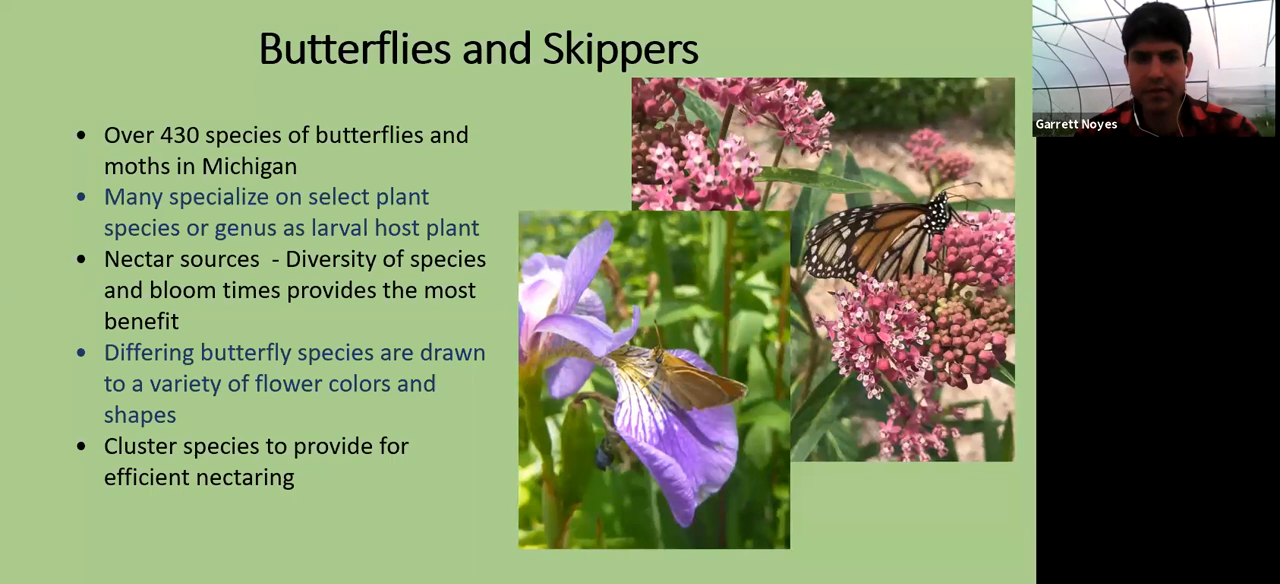 Butterflies and Skippers
Garrett Noyes
• Over 430 species of butterflies and
moths in Michigan
• Many specialize on select plant
species or genus as larval host plant
• Nectar sources  - Diversity of species
and bloom times provides the most
benefit
• Differing butterfly species are drawn
to a variety of flower colors and
shapes
• Cluster species to provide for
efficient nectaring